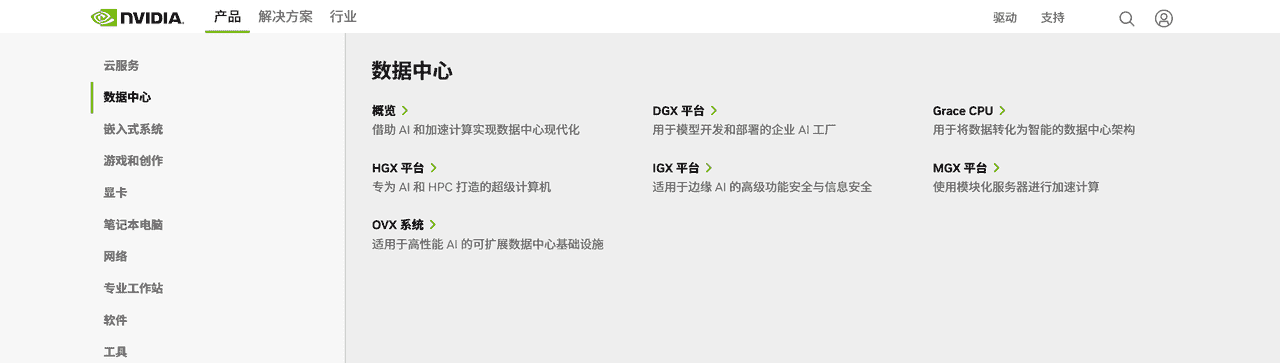 NVIDIA. 产品 解决方案 行业 驱动 支持
云服务
数据中心
嵌入式系统
游戏和创作
显卡
笔记本电脑
网络
专业工作站
软件
工具
数据中心
概览
借助 AI 和加速计算实现数据中心现代化
DGX 平台
用于模型开发和部署的企业 AI 工厂
Grace CPU
用于将数据转化为智能的数据中心架构
HGX 平台
专为 AI 和 HPC 打造的超级计算机
IGX 平台
适用于边缘 AI 的高级功能安全与信息安全
MGX 平台
使用模块化服务器进行加速计算
OVX 系统
适用于高性能 AI 的可扩展数据中心基础设施